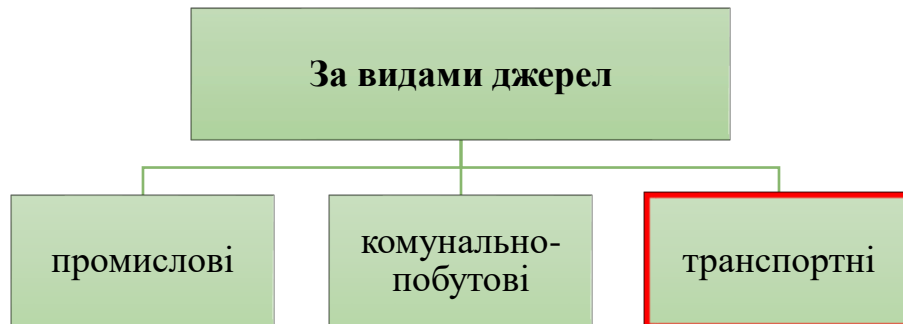 За видами джерел
промислові
комунально-
побутові
транспортні